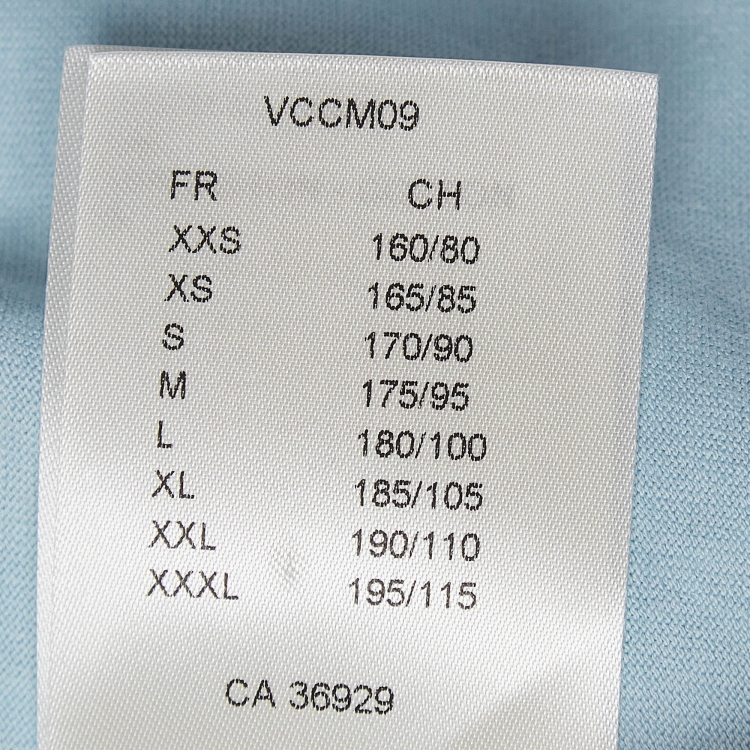 VCCM09
FR CH
XXS 160/80
XS 165/85
S 170/90
M 175/95
L 180/100
XL 185/105
XXL 190/110
XXXL 195/115
CA 36929